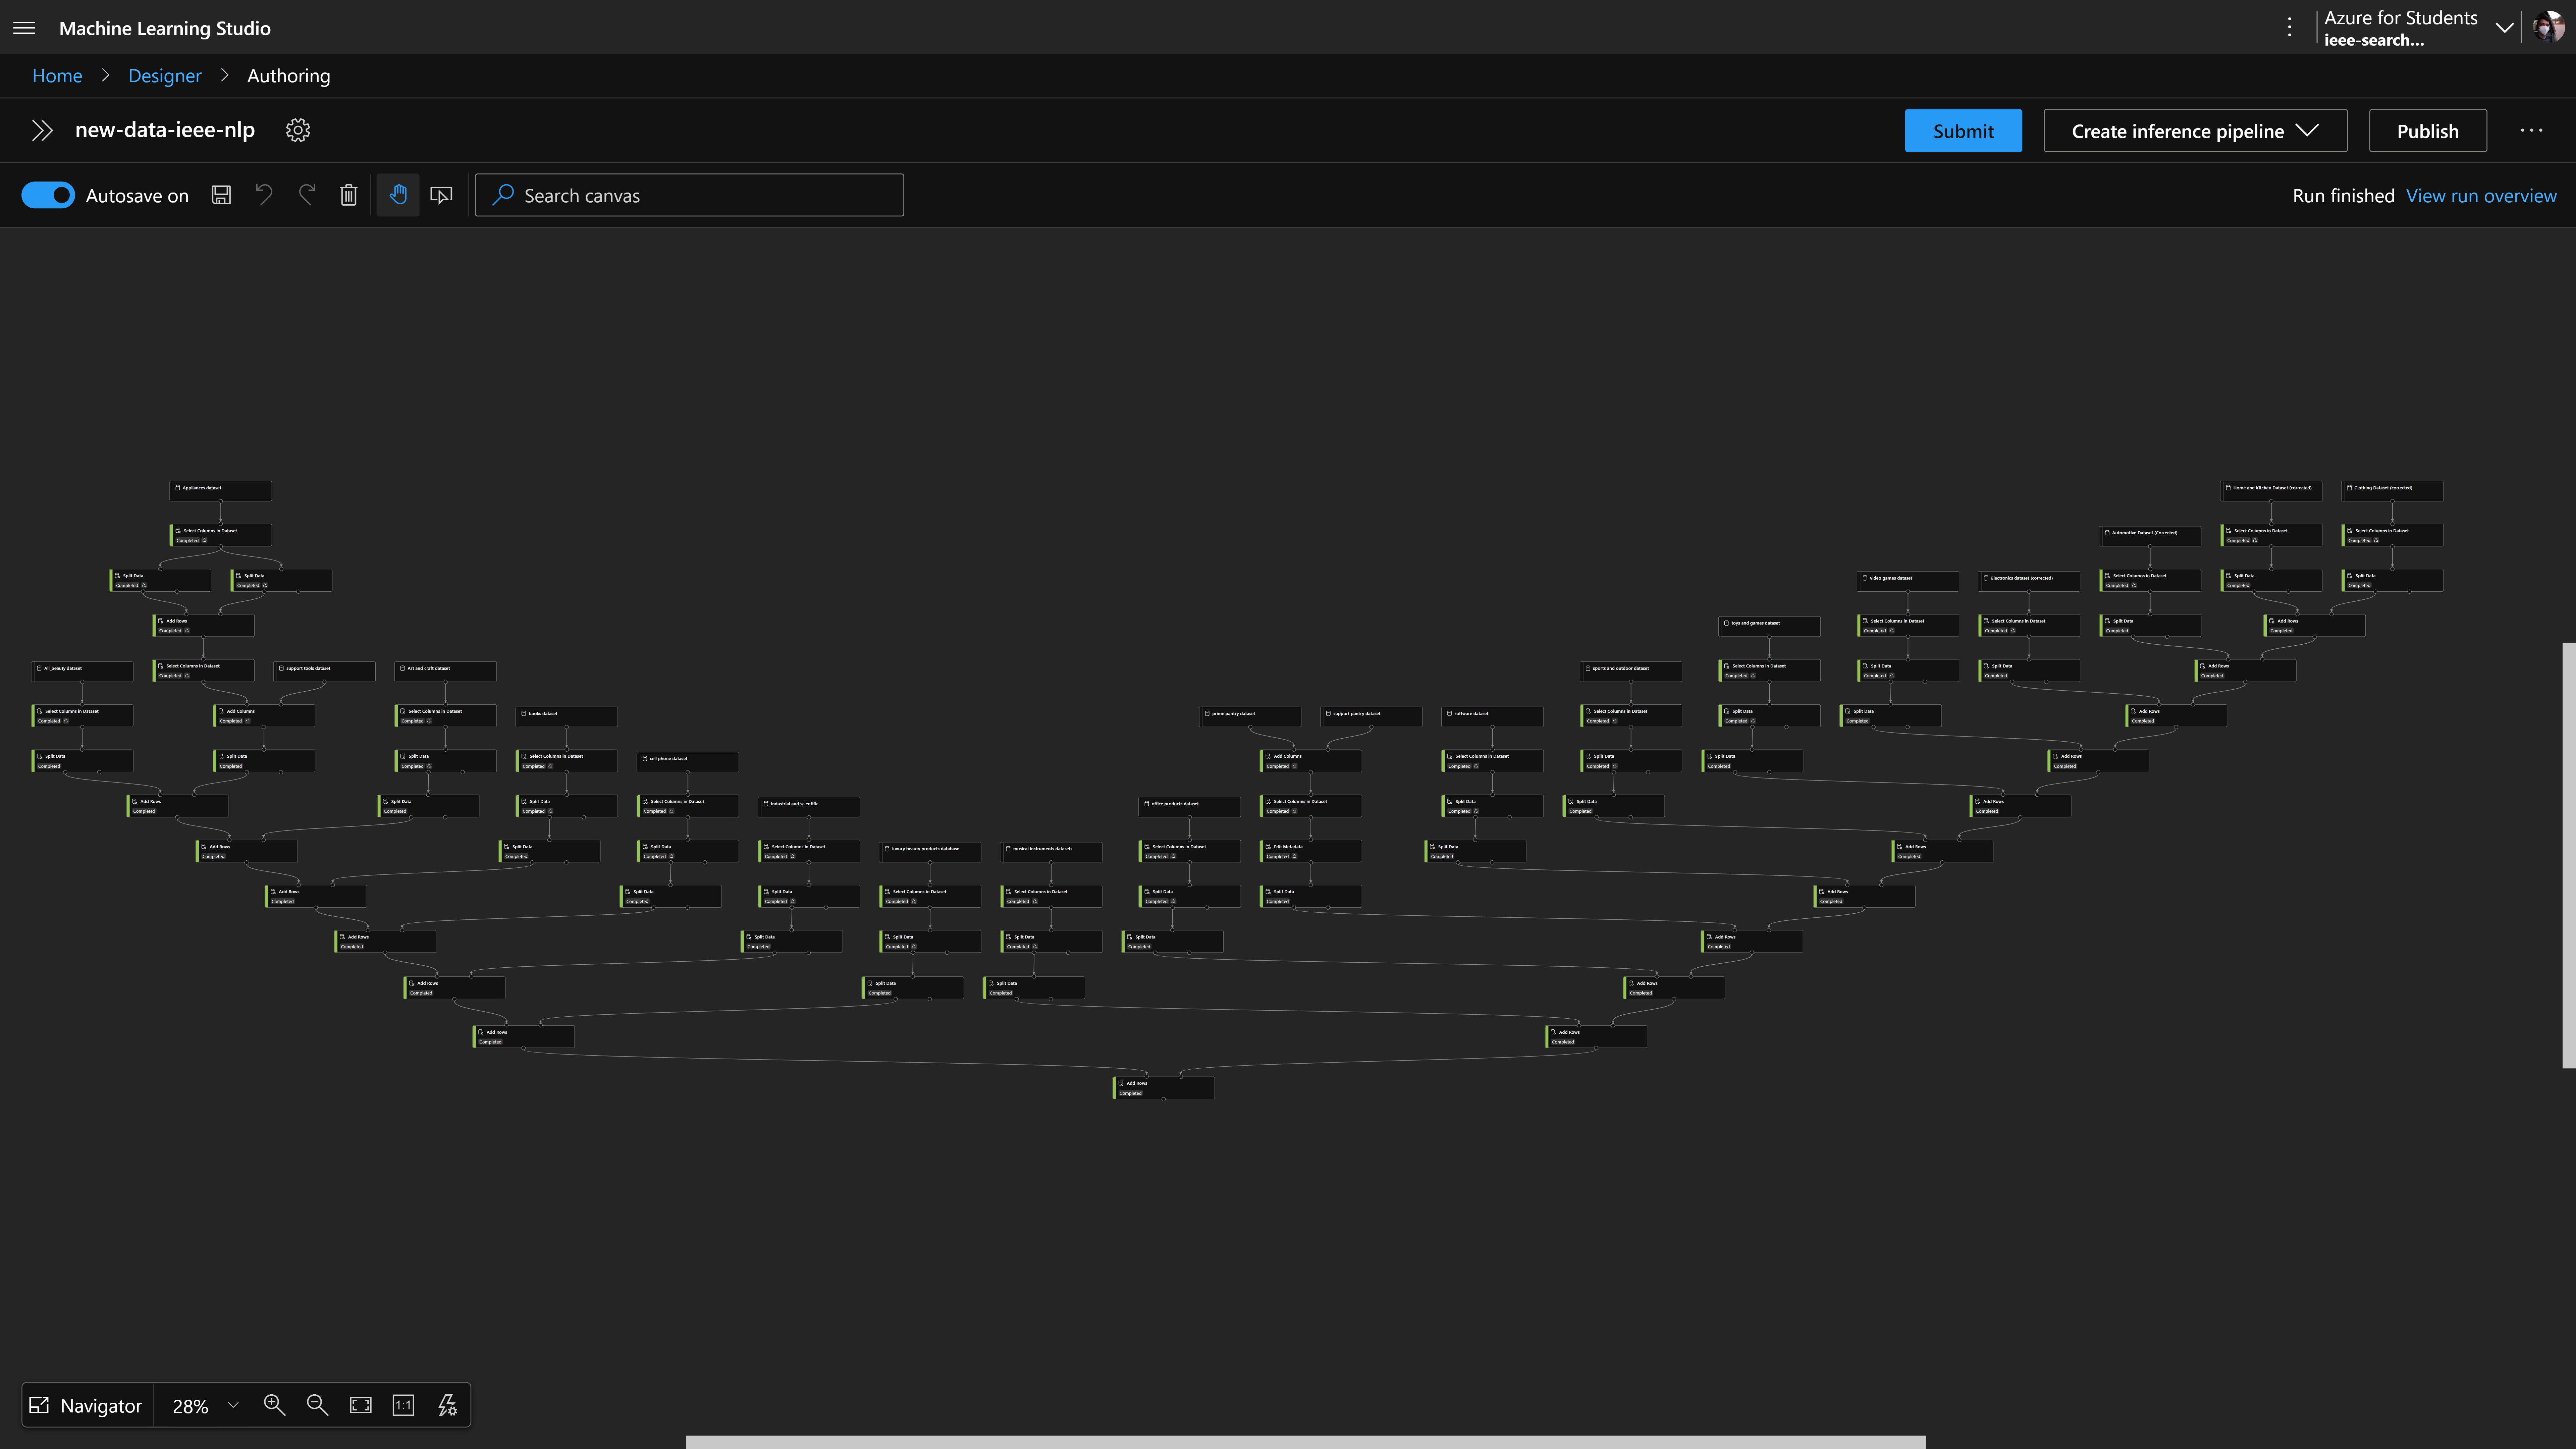 Machine Learning Studio
Azure for Students
ieee-search...
Home
Designer
Authoring
new-data-ieee-nlp
Submit
Create inference pipeline
Publish
Autosave on
Search canvas
Run finished
View run overview
Appliances dataset
Home and Kitchen Dataset (corrected)
Clothing Dataset (corrected)
Select Columns in Dataset
Completed
Automotive Dataset (Corrected)
Select Columns in Dataset
Completed
Select Columns in Dataset
Completed
Split Data
Completed
Split Data
Completed
video games dataset
Electronics dataset (corrected)
Select Columns in Dataset
Completed
Split Data
Completed
Split Data
Completed
Add Rows
Completed
toys and games dataset
Select Columns in Dataset
Completed
Select Columns in Dataset
Completed
Split Data
Completed
Add Rows
Completed
All_beauty dataset
Select Columns in Dataset
Completed
support tools dataset
Art and craft dataset
sports and outdoor dataset
Select Columns in Dataset
Completed
Split Data
Completed
Split Data
Completed
Add Rows
Completed
Select Columns in Dataset
Completed
Add Columns
Completed
Select Columns in Dataset
Completed
books dataset
prime pantry dataset
support pantry dataset
software dataset
Select Columns in Dataset
Completed
Split Data
Completed
Split Data
Completed
Add Rows
Completed
Split Data
Completed
Split Data
Completed
Split Data
Completed
Select Columns in Dataset
Completed
cell phone dataset
Add Columns
Completed
Select Columns in Dataset
Completed
Split Data
Completed
Split Data
Completed
Add Rows
Completed
Add Rows
Completed
Split Data
Completed
Split Data
Completed
Select Columns in Dataset
Completed
industrial and scientific
office products dataset
Select Columns in Dataset
Completed
Split Data
Completed
Split Data
Completed
Add Rows
Completed
Add Rows
Completed
Split Data
Completed
Split Data
Completed
Select Columns in Dataset
Completed
luxury beauty products database
musical instruments datasets
Select Columns in Dataset
Completed
Edit Metadata
Completed
Split Data
Completed
Add Rows
Completed
Add Rows
Completed
Split Data
Completed
Split Data
Completed
Select Columns in Dataset
Completed
Select Columns in Dataset
Completed
Split Data
Completed
Split Data
Completed
Add Rows
Completed
Add Rows
Completed
Split Data
Completed
Split Data
Completed
Split Data
Completed
Split Data
Completed
Add Rows
Completed
Add Rows
Completed
Split Data
Completed
Split Data
Completed
Add Rows
Completed
Add Rows
Completed
Add Rows
Completed
Add Rows
Completed
Navigator
28%
1:1